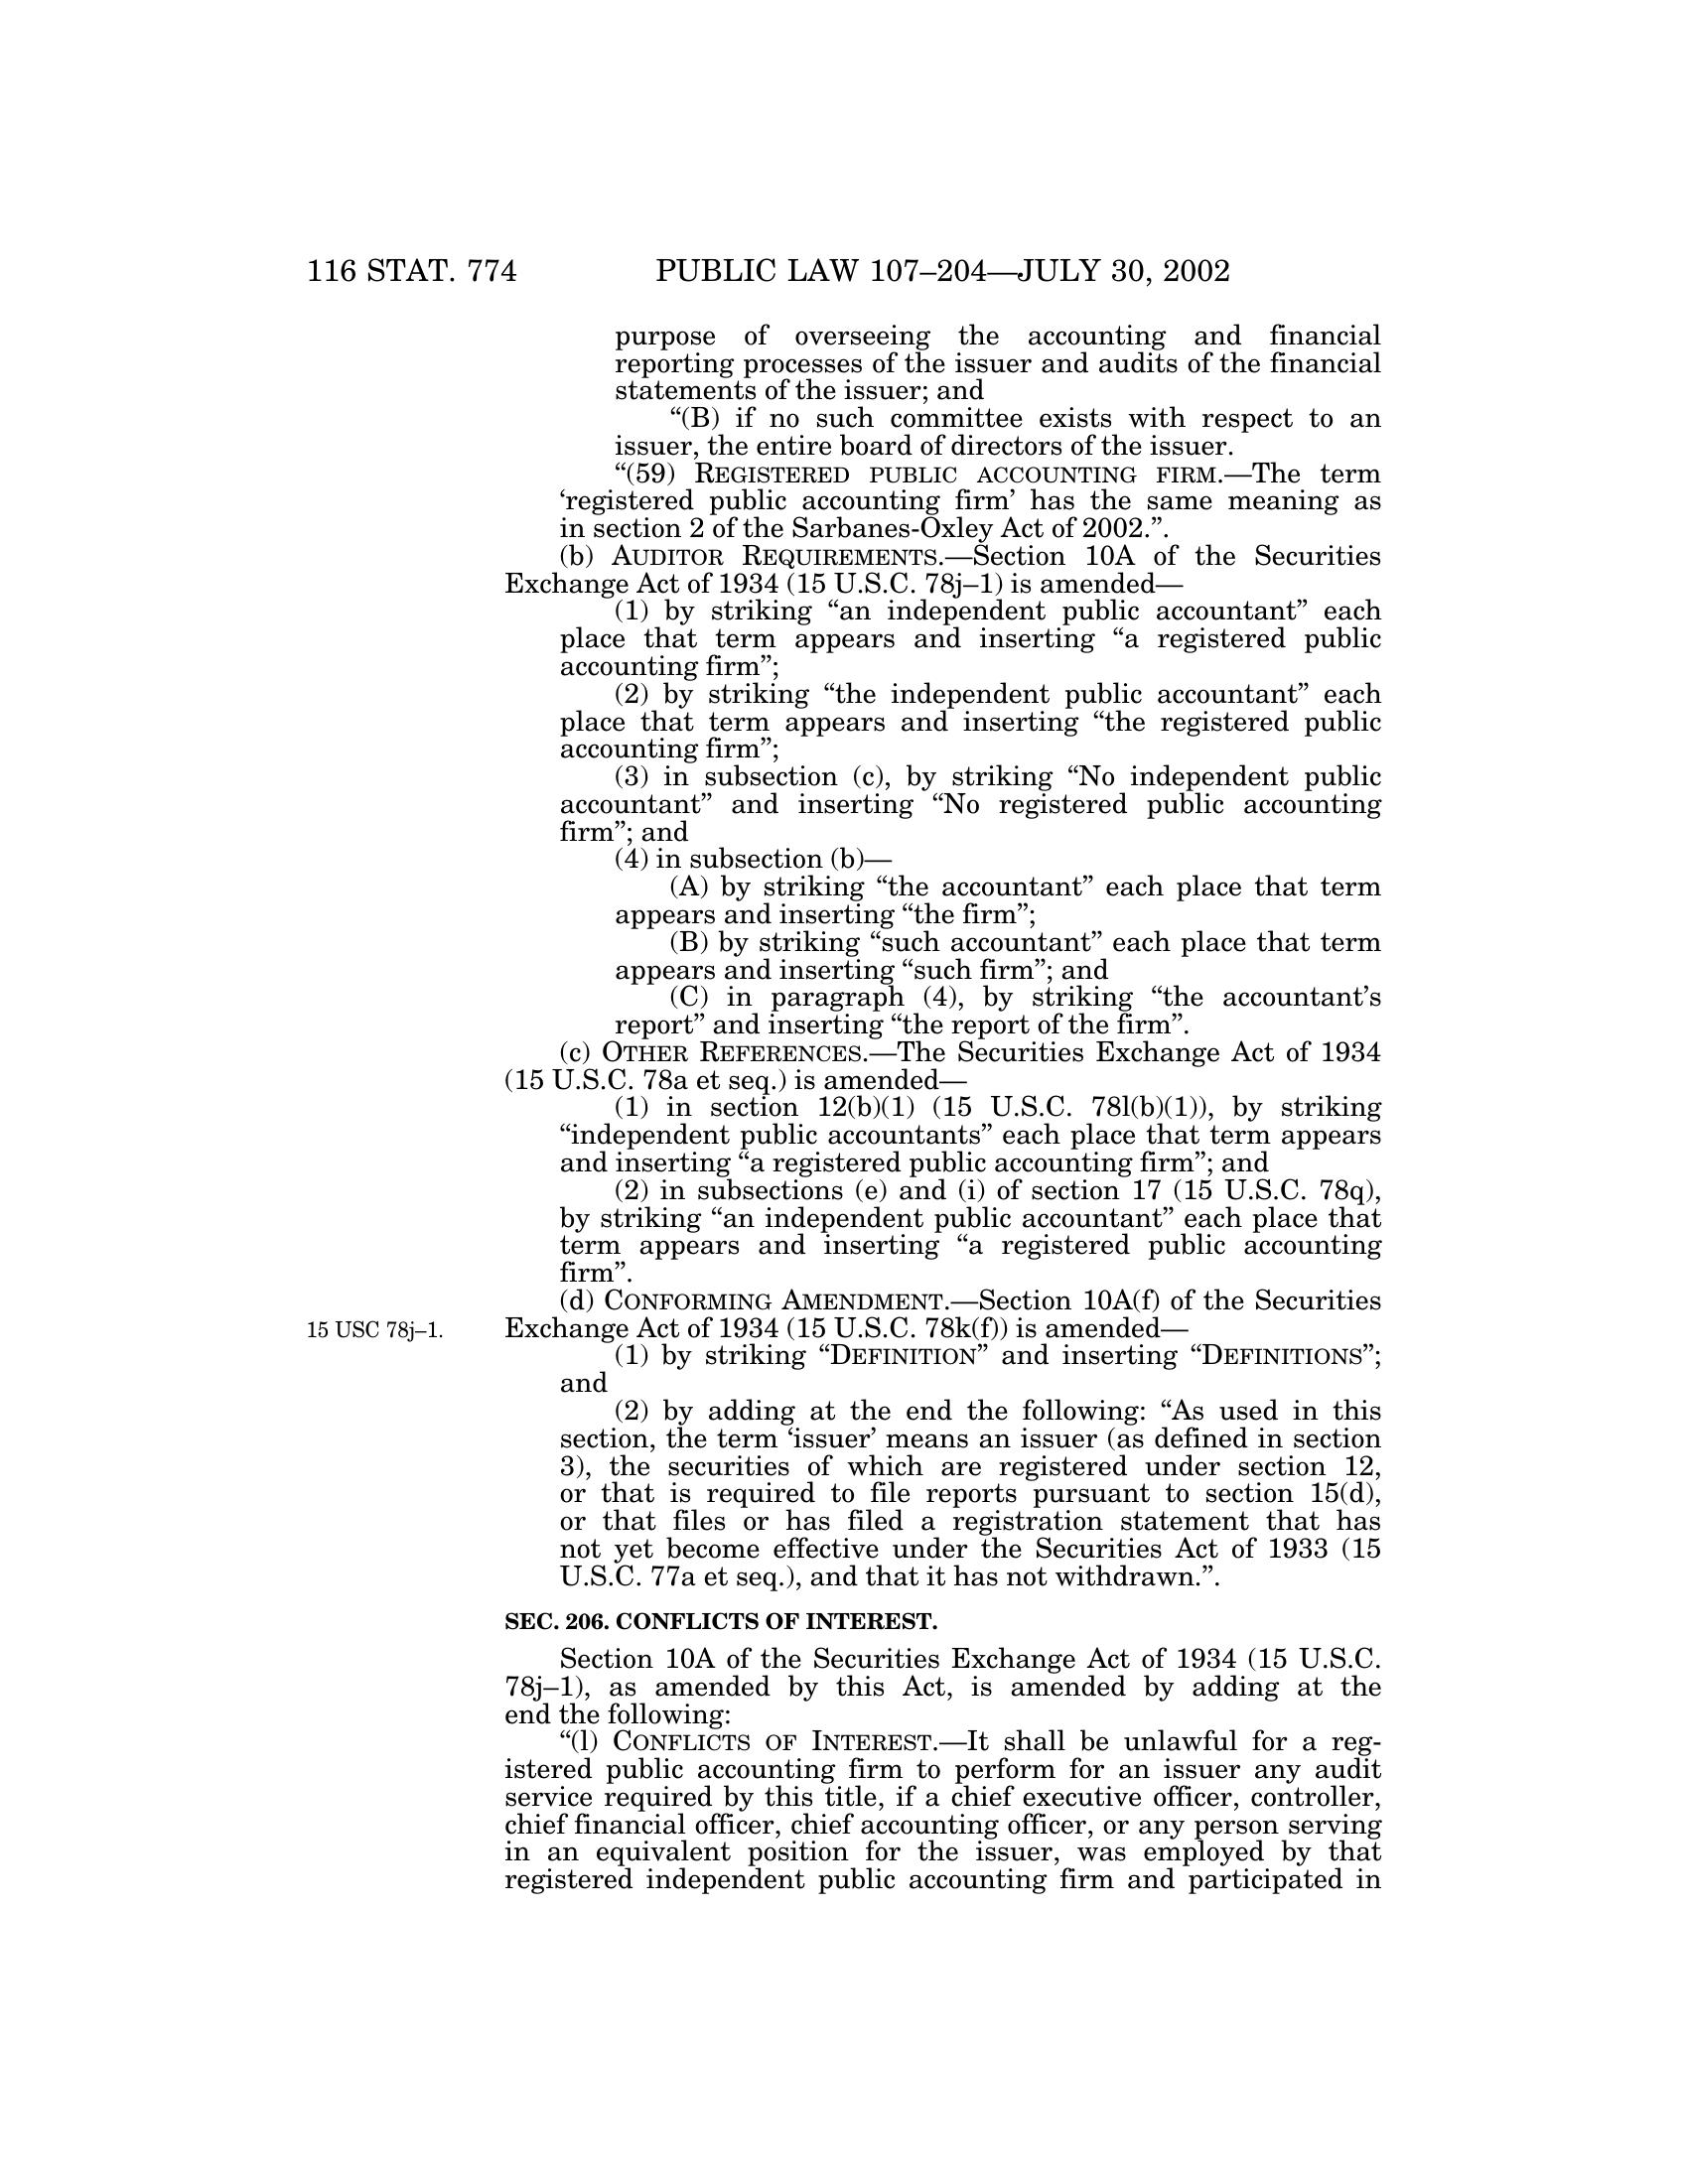 116 STAT. 774 PUBLIC LAW 107–204—JULY 30, 2002
purpose of overseeing the accounting and financial
reporting processes of the issuer and audits of the financial
statements of the issuer; and
“(B) if no such committee exists with respect to an
issuer, the entire board of directors of the issuer.
“(59) REGISTERED PUBLIC ACCOUNTING FIRM.—The term
‘registered public accounting firm’ has the same meaning as
in section 2 of the Sarbanes-Oxley Act of 2002.”.
(b) AUDITOR REQUIREMENTS.—Section 10A of the Securities
Exchange Act of 1934 (15 U.S.C. 78j–1) is amended—
(1) by striking “an independent public accountant” each
place that term appears and inserting “a registered public
accounting firm”;
(2) by striking “the independent public accountant” each
place that term appears and inserting “the registered public
accounting firm”;
(3) in subsection (c), by striking “No independent public
accountant” and inserting “No registered public accounting
firm”; and
(4) in subsection (b)—
(A) by striking “the accountant” each place that term
appears and inserting “the firm”;
(B) by striking “such accountant” each place that term
appears and inserting “such firm”; and
(C) in paragraph (4), by striking “the accountant’s
report” and inserting “the report of the firm”.
(c) OTHER REFERENCES.—The Securities Exchange Act of 1934
(15 U.S.C. 78a et seq.) is amended—
(1) in section 12(b)(1) (15 U.S.C. 78l(b)(1)), by striking
“independent public accountants” each place that term appears
and inserting “a registered public accounting firm”; and
(2) in subsections (e) and (i) of section 17 (15 U.S.C. 78q),
by striking “an independent public accountant” each place that
term appears and inserting “a registered public accounting
firm”.
(d) CONFORMING AMENDMENT.—Section 10A(f) of the Securities
15 USC 78j–1. Exchange Act of 1934 (15 U.S.C. 78k(f)) is amended—
(1) by striking “DEFINITION” and inserting “DEFINITIONS”;
and
(2) by adding at the end the following: “As used in this
section, the term ‘issuer’ means an issuer (as defined in section
3), the securities of which are registered under section 12,
or that is required to file reports pursuant to section 15(d),
or that files or has filed a registration statement that has
not yet become effective under the Securities Act of 1933 (15
U.S.C. 77a et seq.), and that it has not withdrawn.”.
SEC. 206. CONFLICTS OF INTEREST.
Section 10A of the Securities Exchange Act of 1934 (15 U.S.C.
78j–1), as amended by this Act, is amended by adding at the
end the following:
“(l) CONFLICTS OF INTEREST.—It shall be unlawful for a reg-
istered public accounting firm to perform for an issuer any audit
service required by this title, if a chief executive officer, controller,
chief financial officer, chief accounting officer, or any person serving
in an equivalent position for the issuer, was employed by that
registered independent public accounting firm and participated in